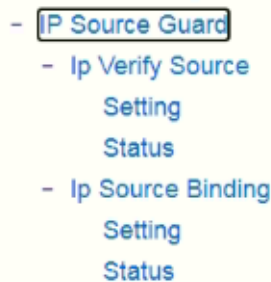 - IP Source Guard
- Ip Verify Source
Setting
Status
- Ip Source Binding
Setting
Status